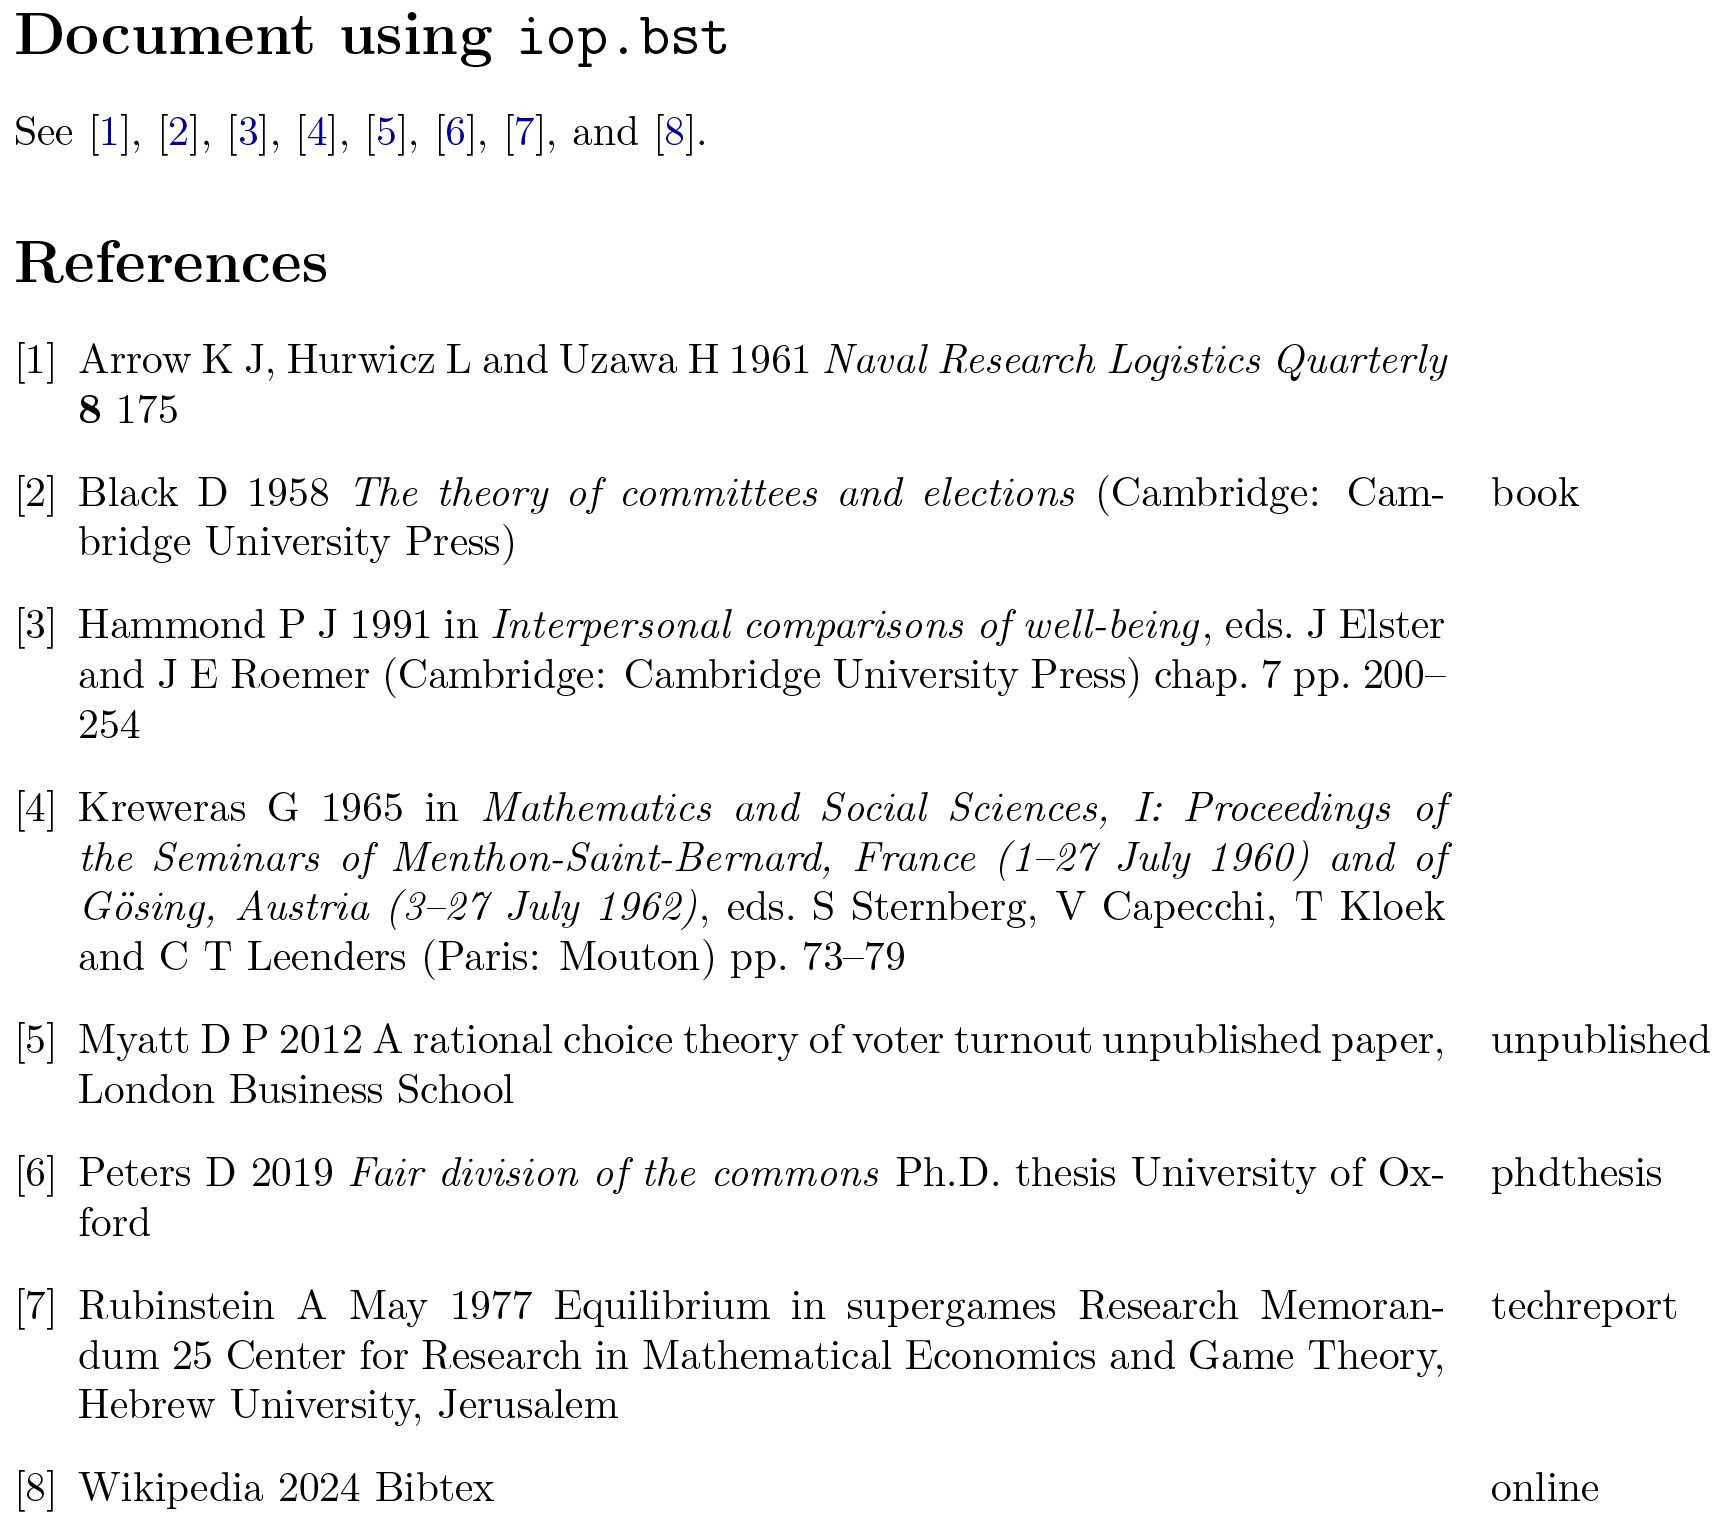 Document using iop.bst
See [1], [2], [3], [4], [5], [6], [7], and [8].
References
[1] Arrow K J, Hurwicz L and Uzawa H 1961 Naval Research Logistics Quarterly
8 175
[2] Black D 1958 The theory of committees and elections (Cambridge: Cam- book
bridge University Press)
[3] Hammond P J 1991 in Interpersonal comparisons of well-being, eds. J Elster
and J E Roemer (Cambridge: Cambridge University Press) chap. 7 pp. 200–
254
[4] Kreweras G 1965 in Mathematics and Social Sciences, I: Proceedings of
the Seminars of Menthon-Saint-Bernard, France (1–27 July 1960) and of
Gösing, Austria (3–27 July 1962), eds. S Sternberg, V Capecchi, T Kloek
and C T Leenders (Paris: Mouton) pp. 73–79
[5] Myatt D P 2012 A rational choice theory of voter turnout unpublished paper, unpublished
London Business School
[6] Peters D 2019 Fair division of the commons Ph.D. thesis University of Ox- phdthesis
ford
[7] Rubinstein A May 1977 Equilibrium in supergames Research Memoran- techreport
dum 25 Center for Research in Mathematical Economics and Game Theory,
Hebrew University, Jerusalem
[8] Wikipedia 2024 Bibtex online